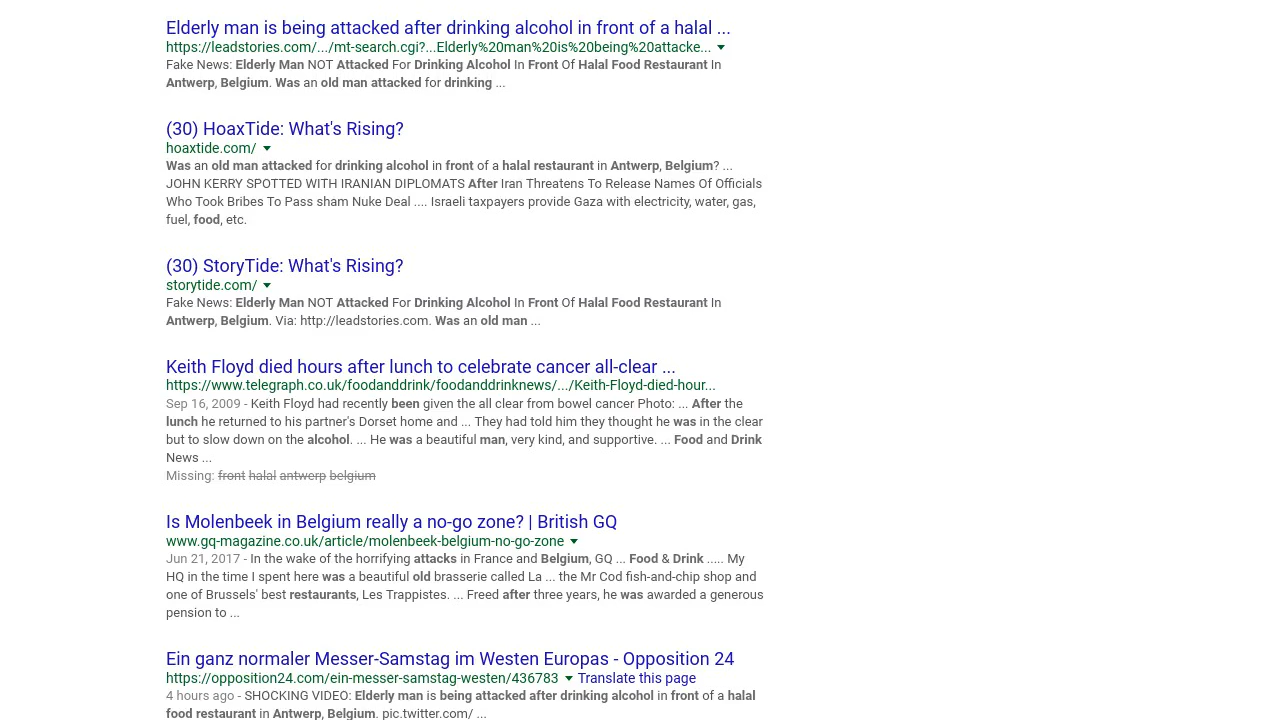 Elderly man is being attacked after drinking alcohol in front of a halal ...
https://leadstories.com/.../mt-search.cgi?...Elderly%20man%20is%20being%20attacke...
Fake News: Elderly Man NOT Attacked For Drinking Alcohol In Front Of Halal Food Restaurant In
Antwerp, Belgium. Was an old man attacked for drinking ...
(30) HoaxTide: What's Rising?
hoaxtide.com/
Was an old man attacked for drinking alcohol in front of a halal restaurant in Antwerp, Belgium? ...
JOHN KERRY SPOTTED WITH IRANIAN DIPLOMATS After Iran Threatens To Release Names Of Officials
Who Took Bribes To Pass sham Nuke Deal .... Israeli taxpayers provide Gaza with electricity, water, gas,
fuel, food, etc.
(30) StoryTide: What's Rising?
storytide.com/
Fake News: Elderly Man NOT Attacked For Drinking Alcohol In Front Of Halal Food Restaurant In
Antwerp, Belgium. Via: http://leadstories.com. Was an old man ...
Keith Floyd died hours after lunch to celebrate cancer all-clear ...
https://www.telegraph.co.uk/foodanddrink/foodanddrinknews/.../Keith-Floyd-died-hour...
Sep 16, 2009 - Keith Floyd had recently been given the all clear from bowel cancer Photo: ... After the
lunch he returned to his partner's Dorset home and ... They had told him they thought he was in the clear
but to slow down on the alcohol. ... He was a beautiful man, very kind, and supportive. ... Food and Drink
News ...
Missing: front halal antwerp belgium
Is Molenbeek in Belgium really a no-go zone? | British GQ
www.gq-magazine.co.uk/article/molenbeek-belgium-no-go-zone
Jun 21, 2017 - In the wake of the horrifying attacks in France and Belgium, GQ ... Food & Drink ..... My
HQ in the time I spent here was a beautiful old brasserie called La ... the Mr Cod fish-and-chip shop and
one of Brussels' best restaurants, Les Trappistes. ... Freed after three years, he was awarded a generous
pension to ...
Ein ganz normaler Messer-Samstag im Westen Europas - Opposition 24
https://opposition24.com/ein-messer-samstag-westen/436783 Translate this page
4 hours ago - SHOCKING VIDEO: Elderly man is being attacked after drinking alcohol in front of a halal
food restaurant in Antwerp, Belgium. pic.twitter.com/ ...